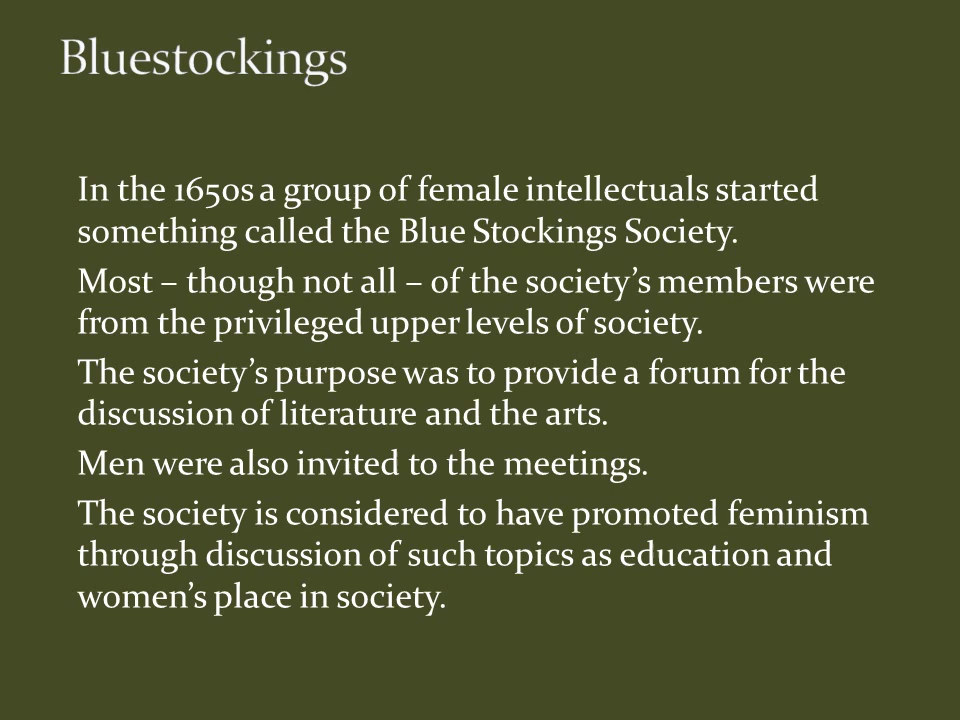 Bluestockings
In the 1650s a group of female intellectuals started
something called the Blue Stockings Society.
Most – though not all – of the society’s members were
from the privileged upper levels of society.
The society’s purpose was to provide a forum for the
discussion of literature and the arts.
Men were also invited to the meetings.
The society is considered to have promoted feminism
through discussion of such topics as education and
women’s place in society.